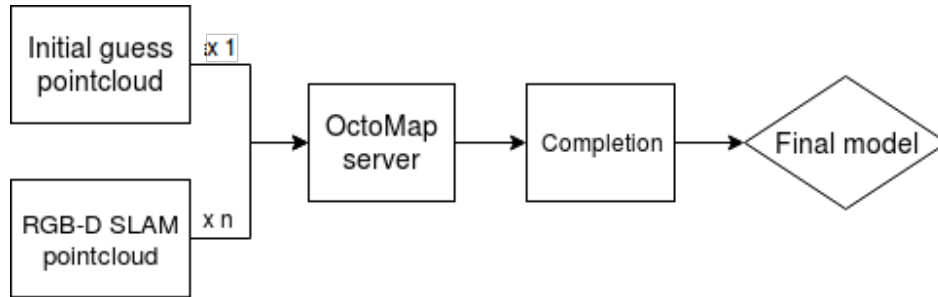 Initial guess
pointcloud
x 1
RGB-D SLAM
pointcloud
x n
OctoMap
server
Completion
Final model